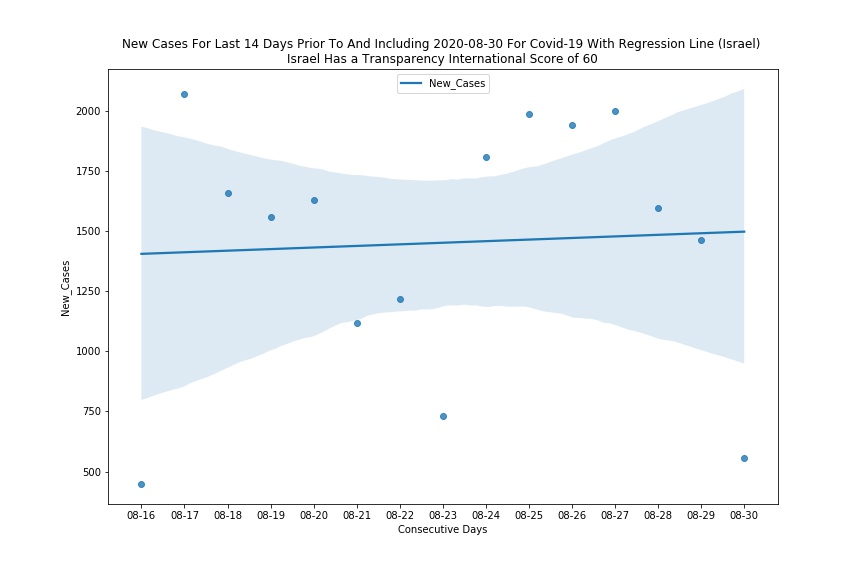 New Cases For Last 14 Days Prior To And Including 2020-08-30 For Covid-19 With Regression Line (Israel)
Israel Has a Transparency International Score of 60
New_Cases
2000
1750
1500
1250
1000
750
500
New_Cases
08-16 08-17 08-18 08-19 08-20 08-21 08-22 08-23 08-24 08-25 08-26 08-27 08-28 08-29 08-30
Consecutive Days